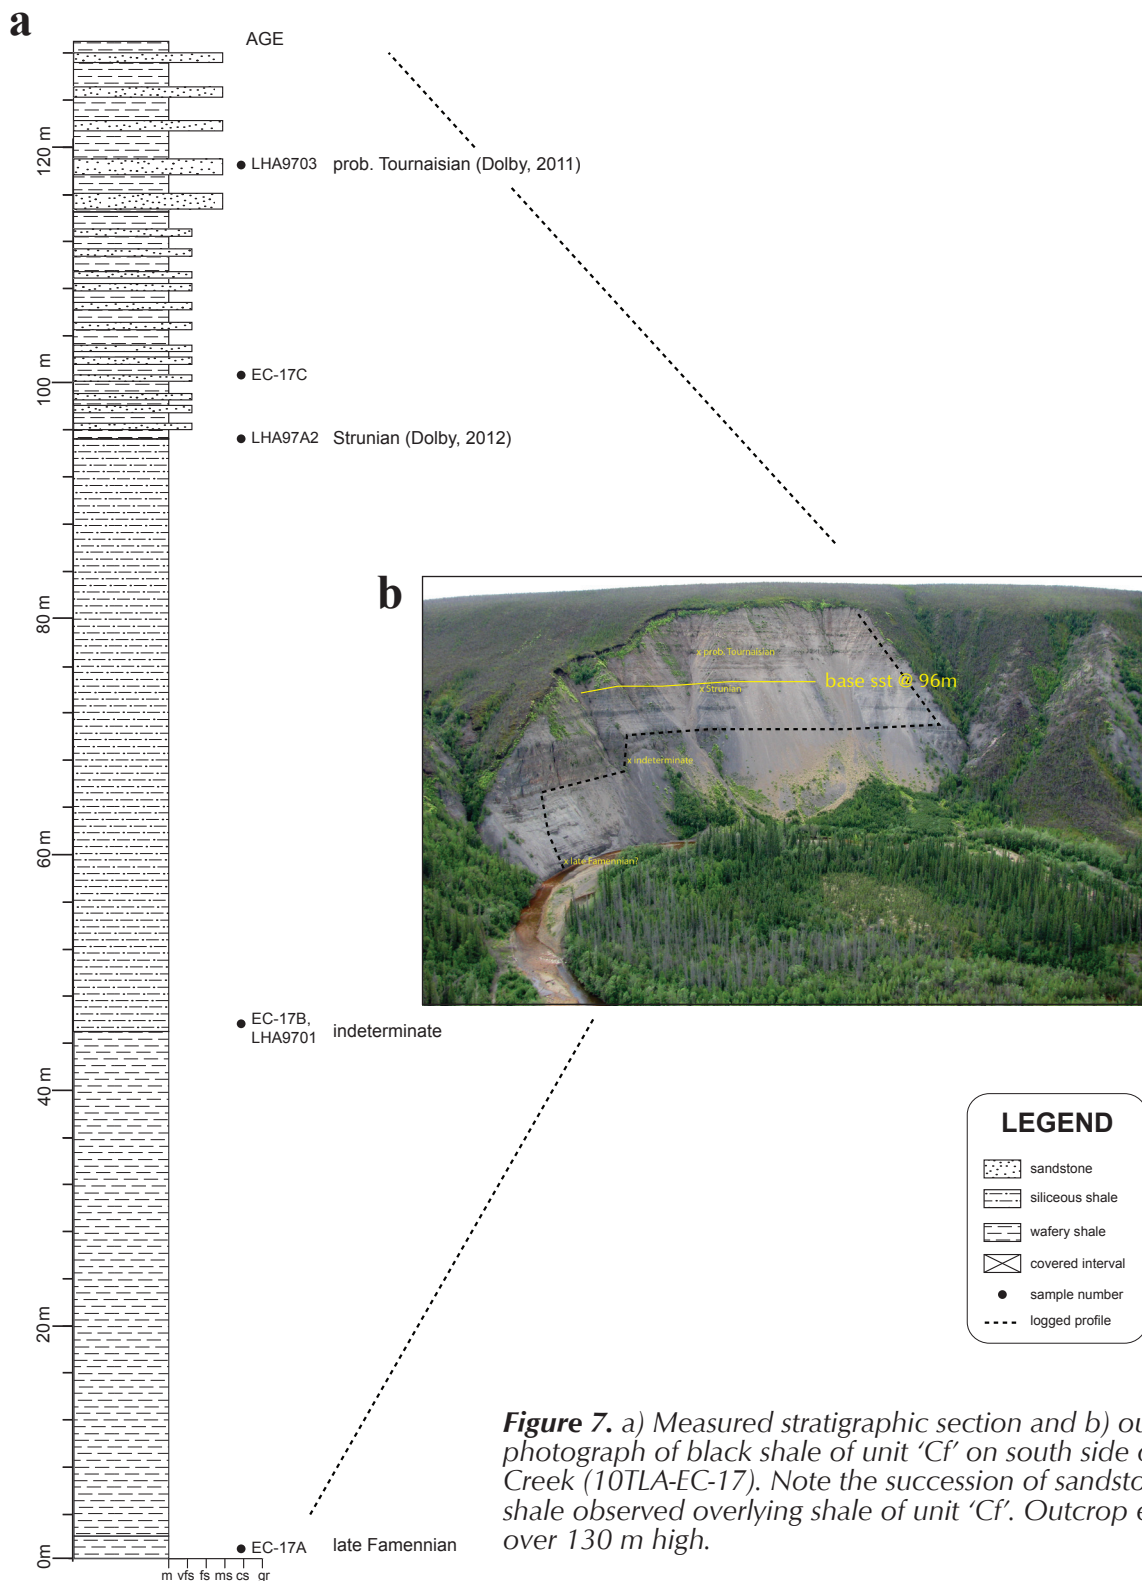 a
AGE
120 m
LHA9703 prob. Tournaisian (Dolby, 2011)
100 m
EC-17C
LHA97A2 Strunian (Dolby, 2012)
80 m
b
x prob. Tournaisian
base sst @ 96m
x Strunian
x indeterminate
x late Famennian?
60 m
EC-17B,
LHA9701 indeterminate
40 m
20 m
0m
EC-17A late Famennian
m vfs fs ms cs gr
LEGEND
sandstone
siliceous shale
wafery shale
covered interval
sample number
logged profile
Figure 7. a) Measured stratigraphic section and b) ou
photograph of black shale of unit ‘Cf’ on south side o
Creek (10TLA-EC-17). Note the succession of sandsto
shale observed overlying shale of unit ‘Cf’. Outcrop e
over 130 m high.